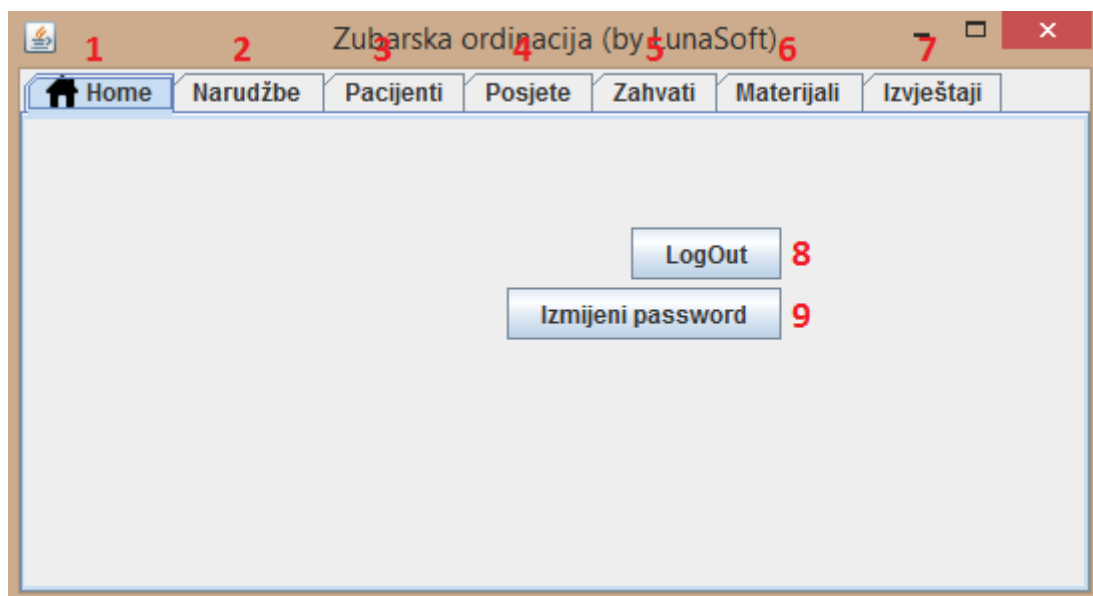 Zubarska ordinacija (by LunaSoft)
1 2 3 4 5 6 7
Home Narudžbe Pacijenti Posjete Zahvati Materijali Izvještaji
LogOut 8
Izmijeni password 9